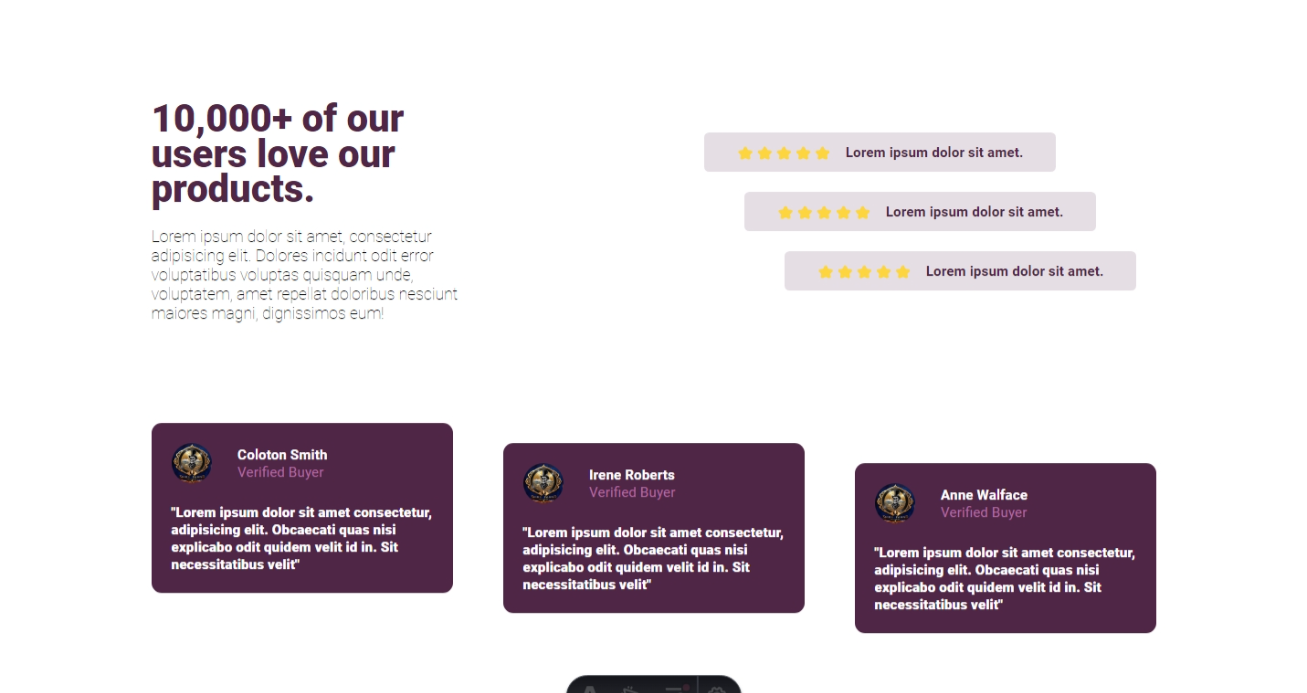 10,000+ of our
users love our
products.
Lorem ipsum dolor sit amet, consectetur
adipisicing elit. Dolores incidunt odit error
voluptatibus voluptas quisquam unde,
voluptatem, amet repellat doloribus nesciunt
maiores magni, dignissimos eum!
Lorem ipsum dolor sit amet.
Lorem ipsum dolor sit amet.
Lorem ipsum dolor sit amet.
Coloton Smith
Verified Buyer
"Lorem ipsum dolor sit amet consectetur,
adipisicing elit. Obcaecati quas nisi
explicabo odit quidem velit id in. Sit
necessitatibus velit"
Irene Roberts
Verified Buyer
"Lorem ipsum dolor sit amet consectetur,
adipisicing elit. Obcaecati quas nisi
explicabo odit quidem velit id in. Sit
necessitatibus velit"
Anne Walface
Verified Buyer
"Lorem ipsum dolor sit amet consectetur,
adipisicing elit. Obcaecati quas nisi
explicabo odit quidem velit id in. Sit
necessitatibus velit"